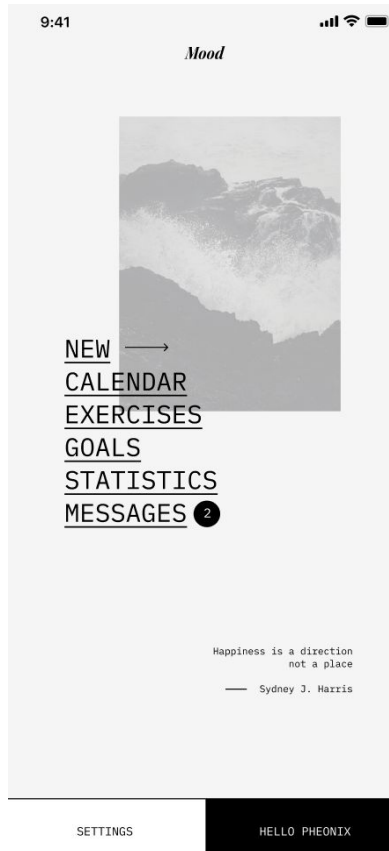 9:41
Mood
NEW
CALENDAR
EXERCISES
GOALS
STATISTICS
MESSAGES 2
Happiness is a direction
not a place
Sydney J. Harris
SETTINGS
HELLO PHEONIX